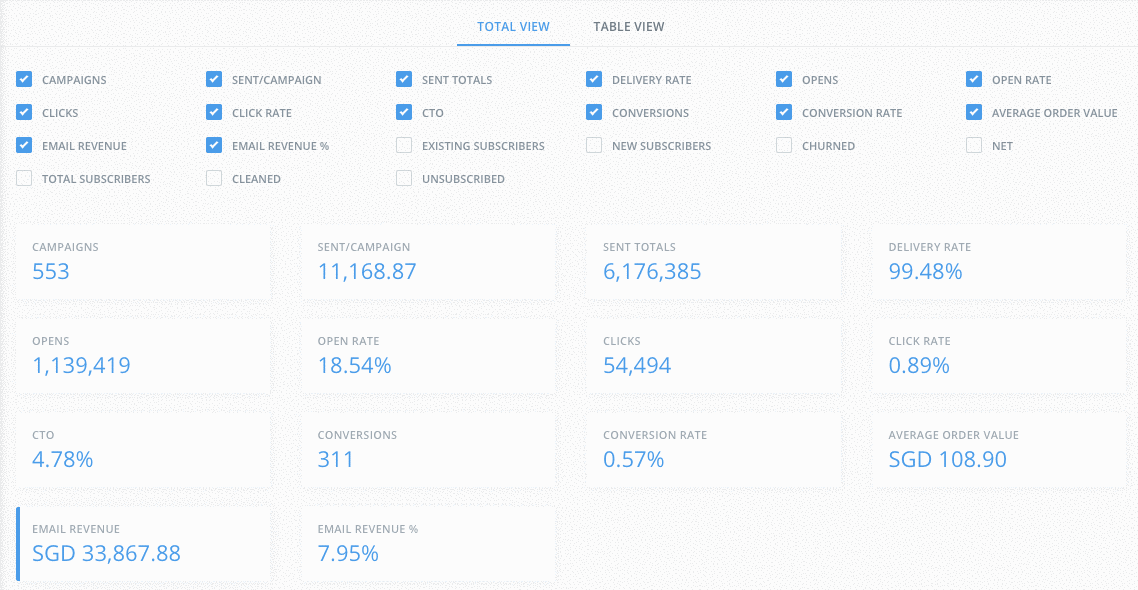 TOTAL VIEW TABLE VIEW
CAMPAIGNS SENT/CAMPAIGN SENT TOTALS DELIVERY RATE OPENS OPEN RATE
CLICKS CLICK RATE CTO CONVERSIONS CONVERSION RATE AVERAGE ORDER VALUE
EMAIL REVENUE EMAIL REVENUE % EXISTING SUBSCRIBERS NEW SUBSCRIBERS CHURNED NET
TOTAL SUBSCRIBERS CLEANED UNSUBSCRIBED
CAMPAIGNS SENT/CAMPAIGN SENT TOTALS DELIVERY RATE
553 11,168.87 6,176,385 99.48%
OPENS OPEN RATE CLICKS CLICK RATE
1,139,419 18.54% 54,494 0.89%
CTO CONVERSIONS CONVERSION RATE AVERAGE ORDER VALUE
4.78% 311 0.57% SGD 108.90
EMAIL REVENUE EMAIL REVENUE %
SGD 33,867.88 7.95%